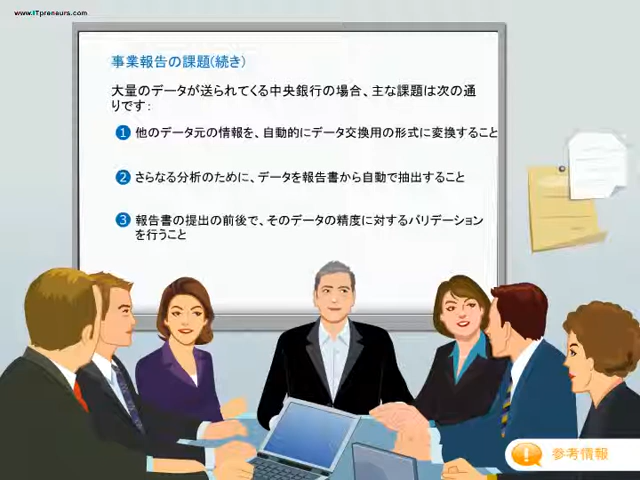 www.ITpreneurs.com
事業報告の課題(続き)
大量のデータが送られてくる中央銀行の場合、主な課題は次の通
りです:
1 他のデータ元の情報を、自動的にデータ交換用の形式に変換すること
2 さらなる分析のために、データを報告書から自動で抽出すること
3 報告書の提出の前後で、そのデータの精度に対するバリデーション
を行うこと
! 参考情報